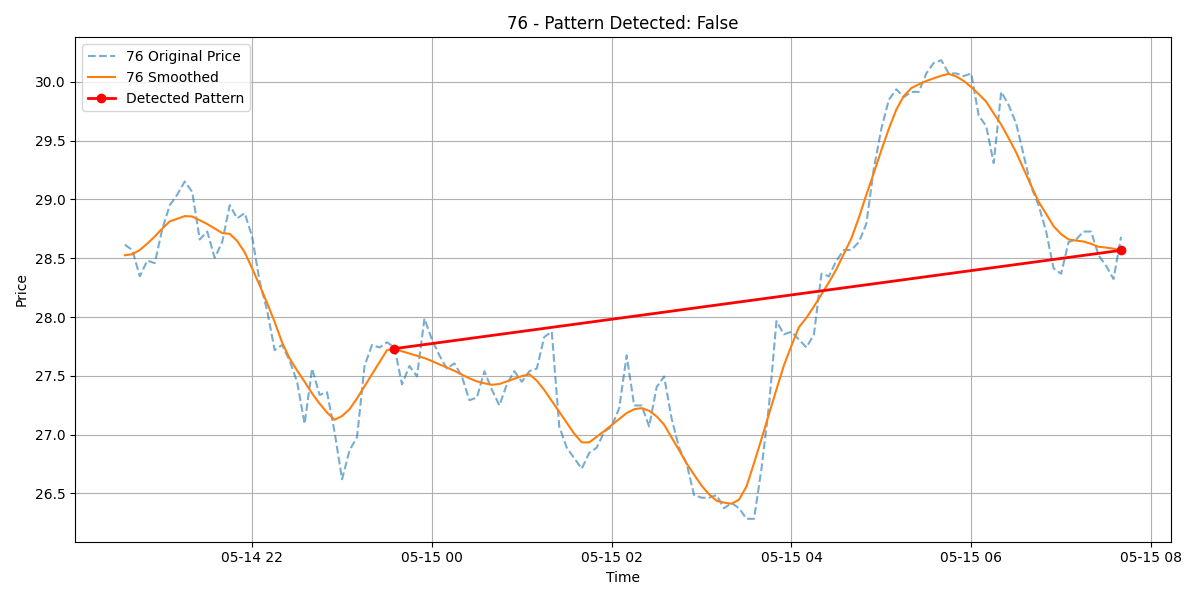 76 - Pattern Detected: False
76 Original Price
76 Smoothed
Detected Pattern
Price
30.0
29.5
29.0
28.5
28.0
27.5
27.0
26.5
05-14 22
05-15 00
05-15 02
05-15 04
05-15 06
05-15 08
Time